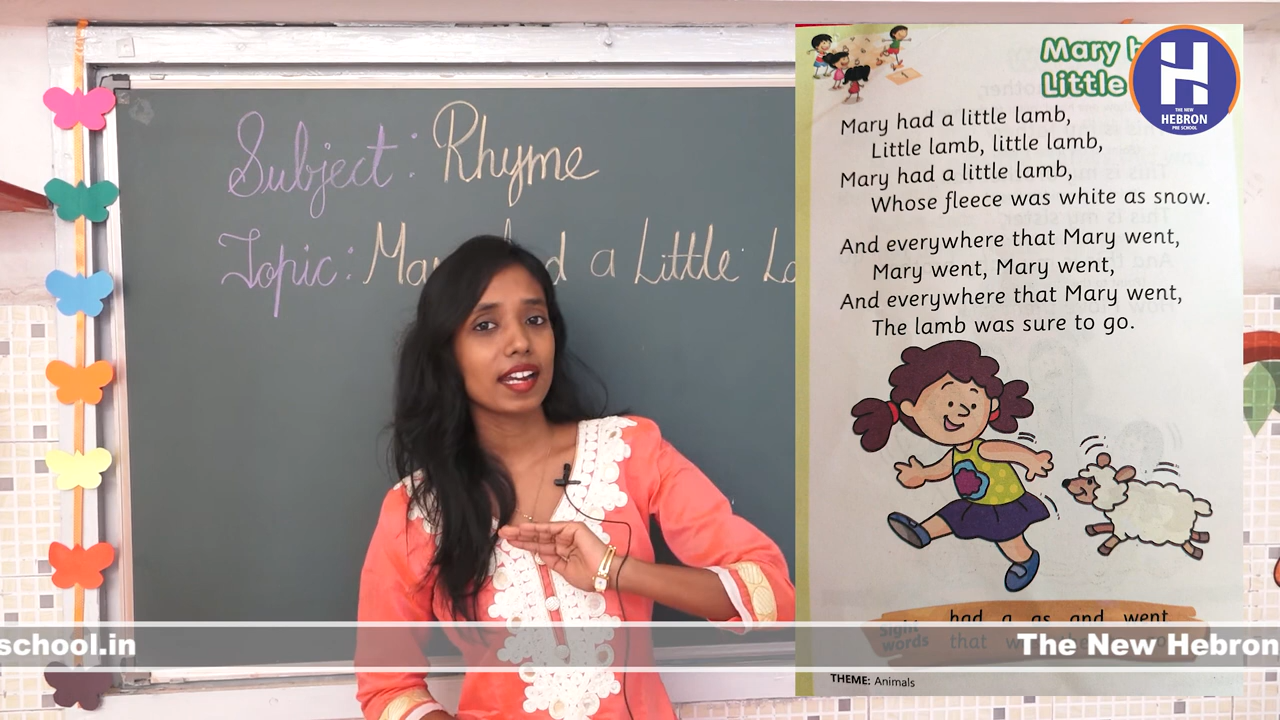 Subject: Rhyme
Topic: Mary had a Little
Mary
Little
H
THE NEW
HEBRON
PRE SCHOOL
Mary had a little lamb,
Little lamb, little lamb,
Mary had a little lamb,
Whose fleece was white as snow.
And everywhere that Mary went,
Mary went, Mary went,
And everywhere that Mary went,
The lamb was sure to go.
Sight had a as and went
words that
THEME: Animals
school.in The New Hebron